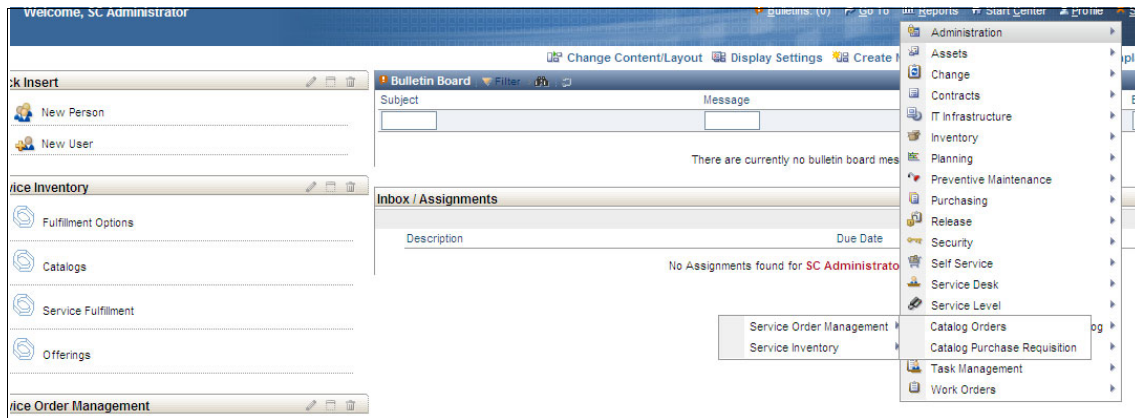 Welcome, SC Administrator
Bulletins: (0) Go To Reports Start Center Profile
Change Content/Layout Display Settings Create
ck Insert
New Person
New User
vice Inventory
Fulfillment Options
Catalogs
Service Fulfillment
Offerings
vice Order Management
Bulletin Board Filter
Subject Message
There are currently no bulletin board mes
Inbox / Assignments
Description Due Date
No Assignments found for SC Administrato
Administration
Assets
Change
Contracts
IT Infrastructure
Inventory
Planning
Preventive Maintenance
Purchasing
Release
Security
Self Service
Service Desk
Service Level
Service Order Management
Service Inventory
Catalog Orders
Catalog Purchase Requisition
og
Task Management
Work Orders